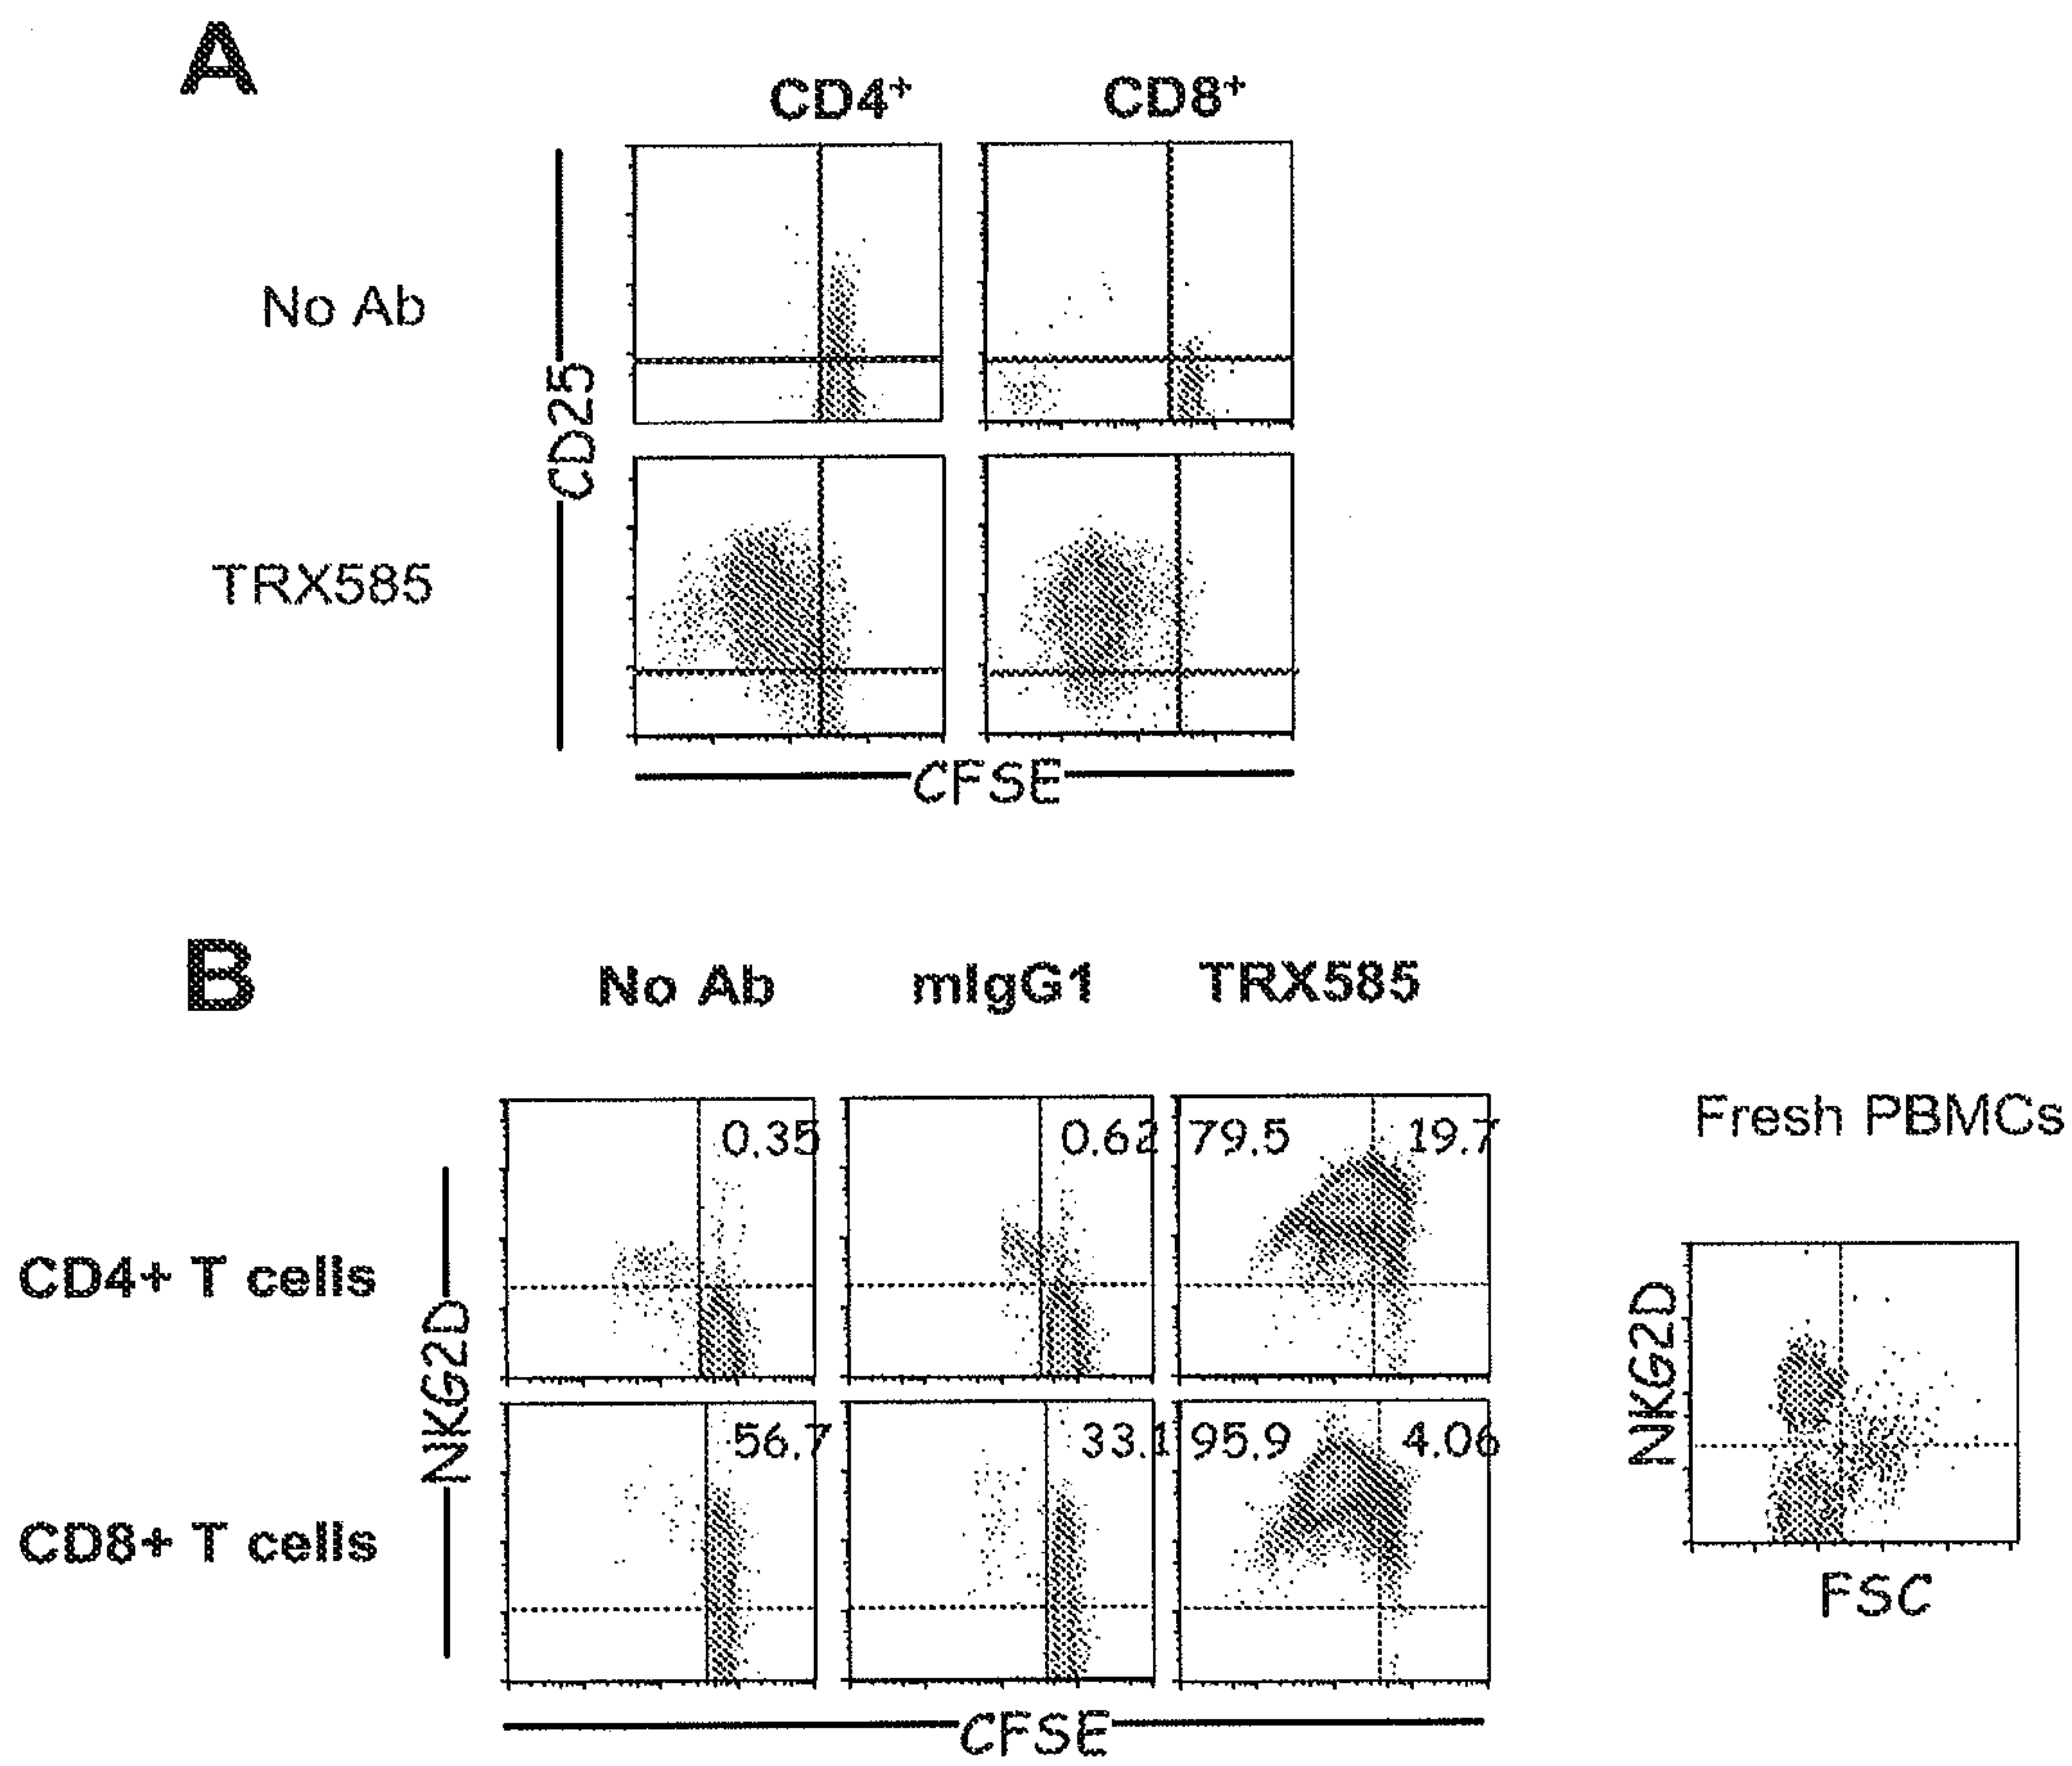 A
CD4+ CD8+
No Ab
CD25
TRX585
CFSE
B
No Ab mIgG1 TRX585
0.35 0.62 79.5 19.7
Fresh PBMCs
CD4+ T cells
NKG2D
NKG2D
56.7 33.1 95.9 4.06
CD8+ T cells
FSC
CFSE